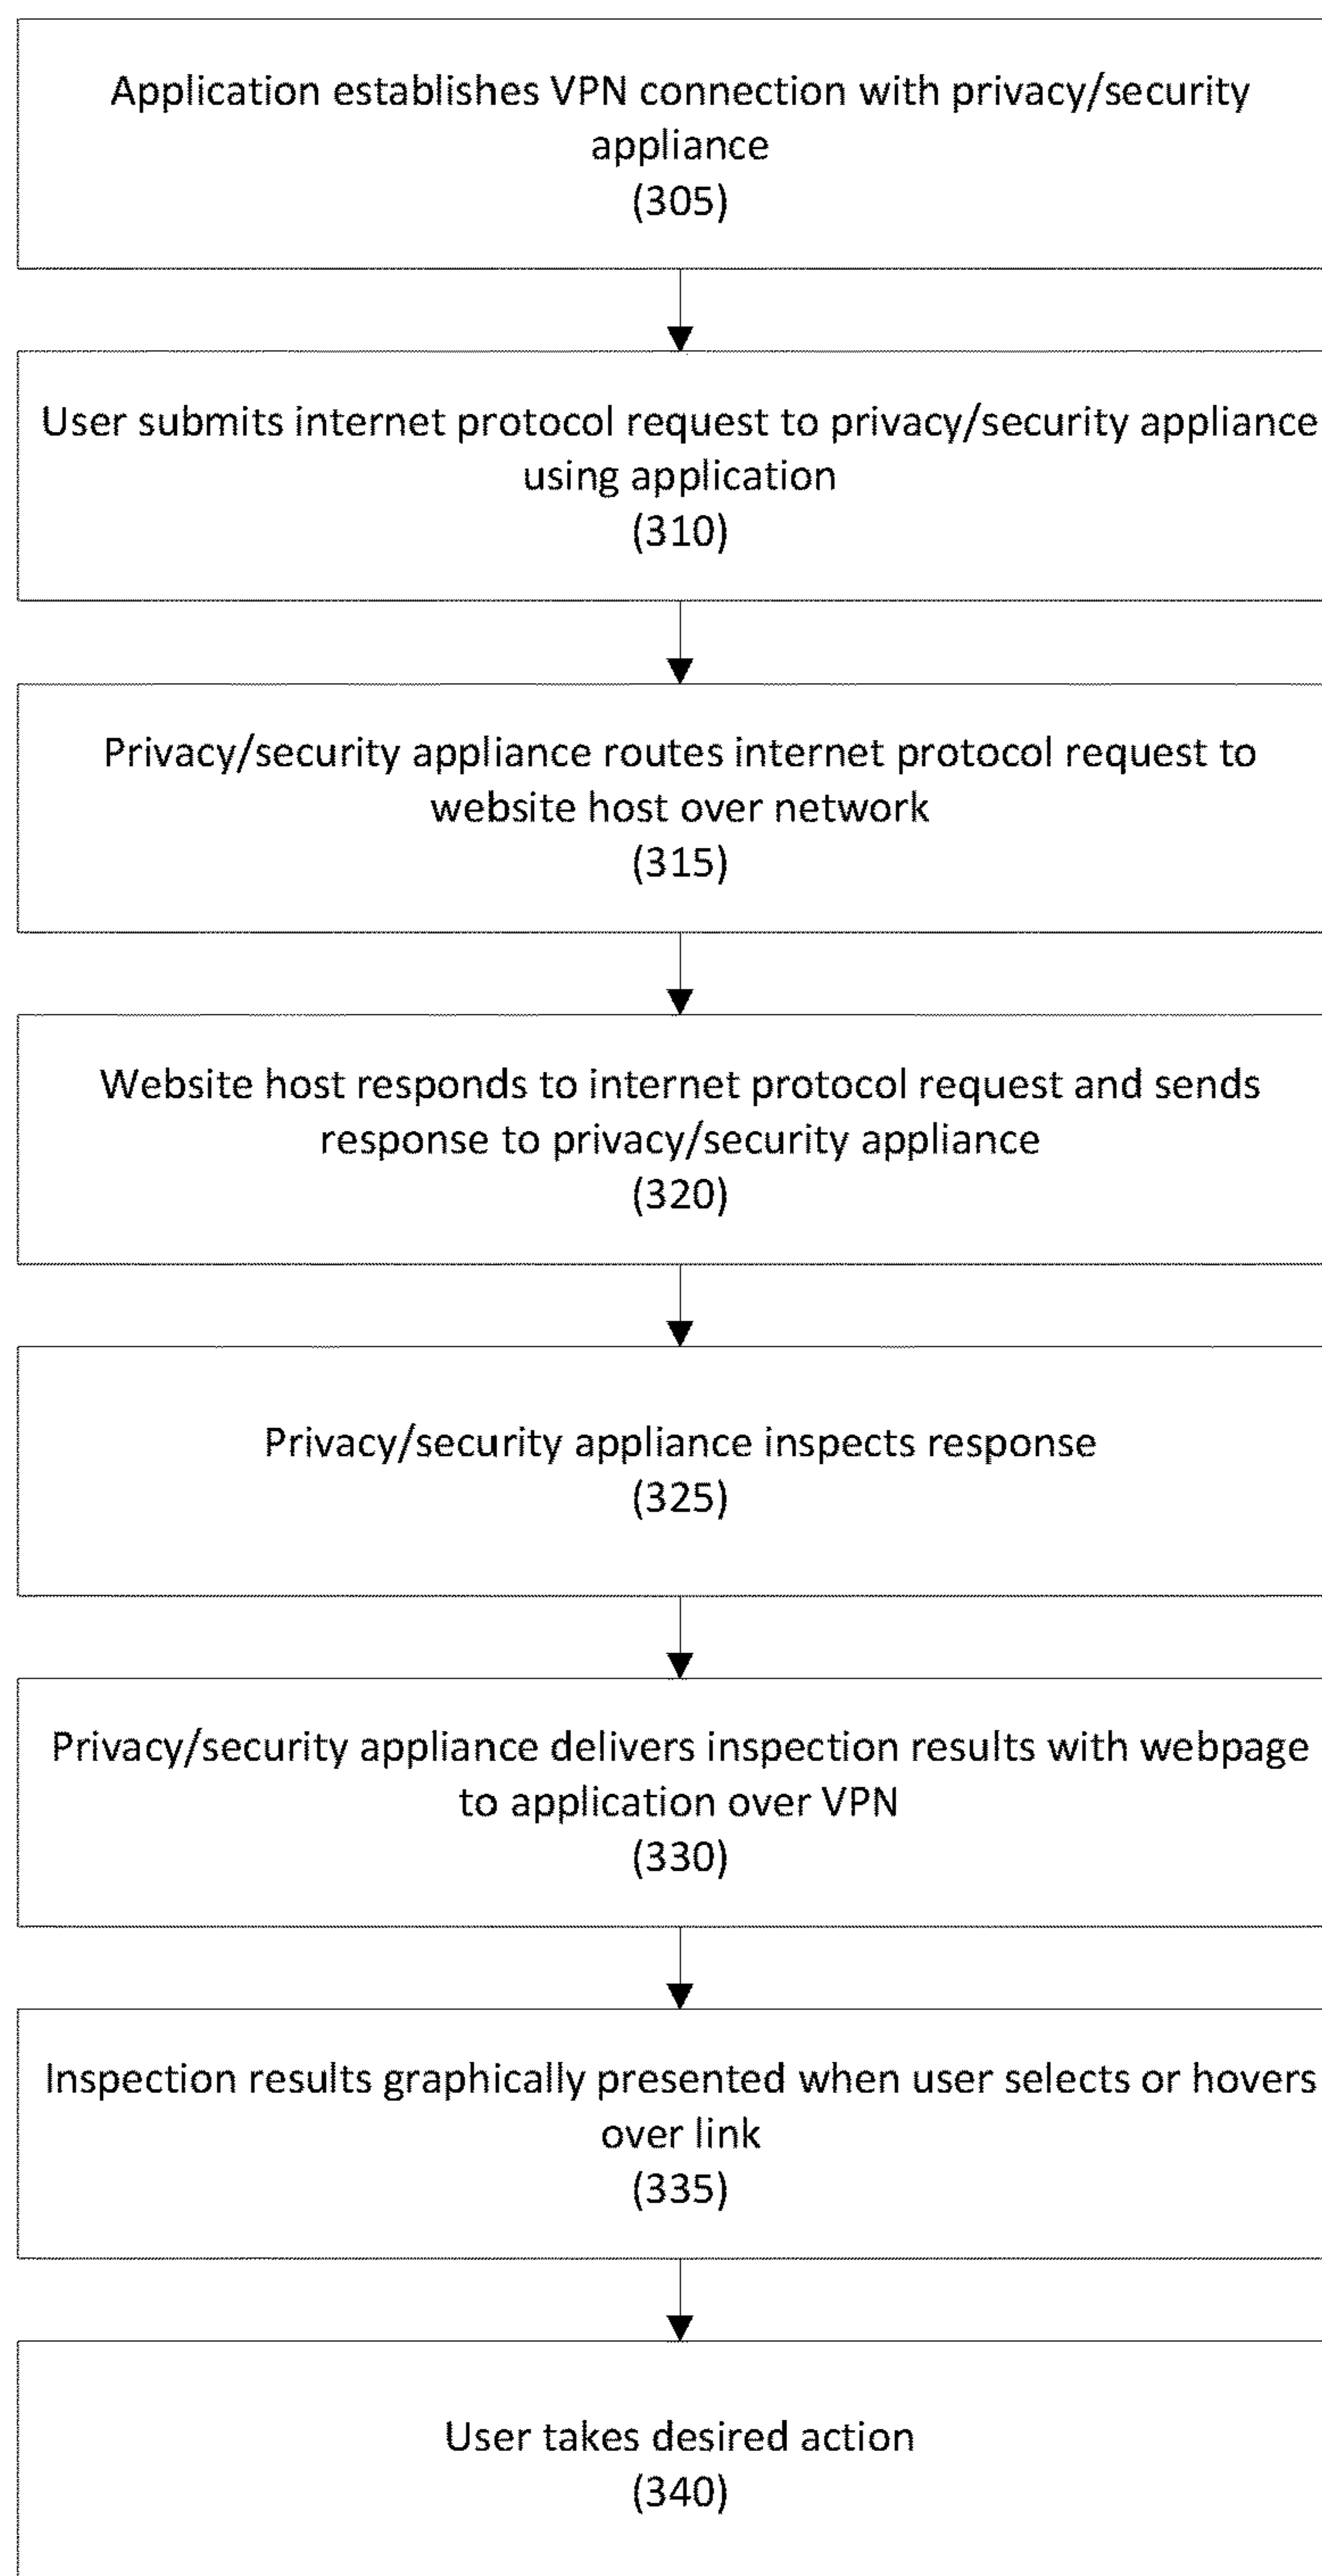 Application establishes VPN connection with privacy/security
appliance
(305)
User submits internet protocol request to privacy/security appliance
using application
(310)
Privacy/security appliance routes internet protocol request to
website host over network
(315)
Website host responds to internet protocol request and sends
response to privacy/security appliance
(320)
Privacy/security appliance inspects response
(325)
Privacy/security appliance delivers inspection results with webpage
to application over VPN
(330)
Inspection results graphically presented when user selects or hovers
over link
(335)
User takes desired action
(340)